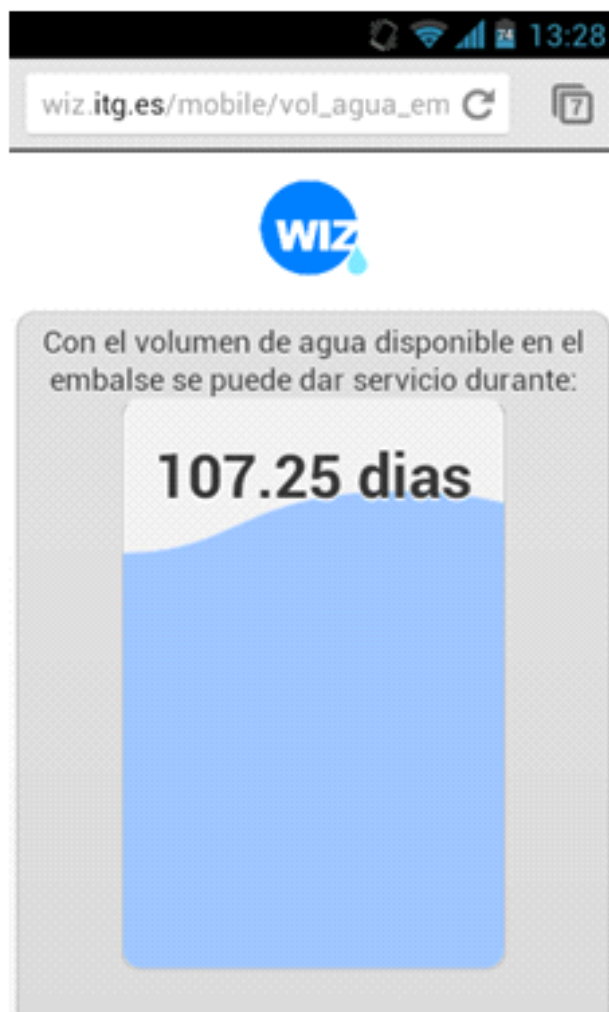 74 13:28
wiz.itg.es/mobile/vol_agua_em 7
WIZ
Con el volumen de agua disponible en el
embalse se puede dar servicio durante:
107.25 dias